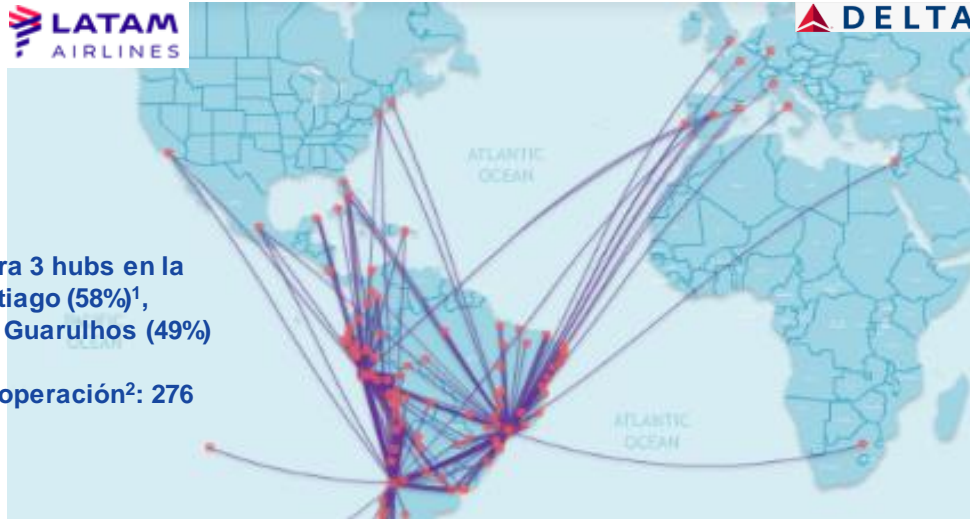 LATAM
AIRLINES
DELTA
ATLANTIC
OCEAN
ra 3 hubs en la
tiago (58%)¹,
Guarulhos (49%)
OCEAN
operación²: 276
ATLANTIC
OCEAN